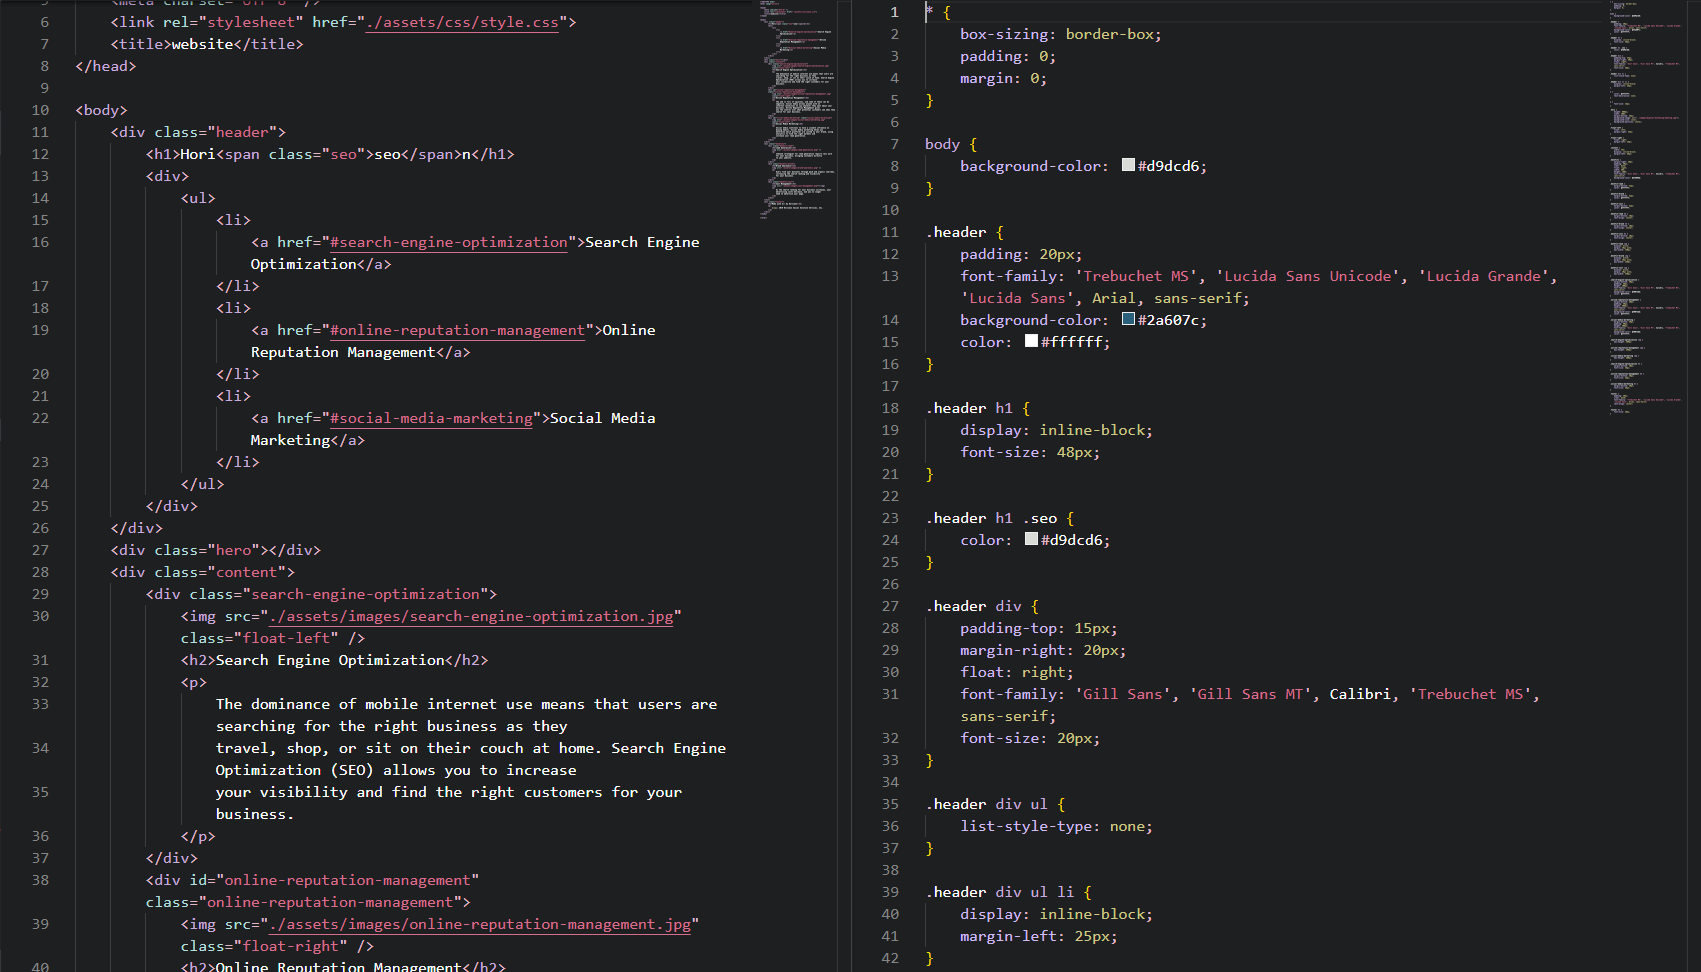 5 <meta charset="utf-8" />
6 <link rel="stylesheet" href="./assets/css/style.css">
7 <title>website</title>
8 </head>
9
10 <body>
11 <div class="header">
12 <h1>Hori<span class="seo">seo</span>n</h1>
13 <div>
14 <ul>
15 <li>
16 <a href="#search-engine-optimization">Search Engine
Optimization</a>
17 </li>
18 <li>
19 <a href="#online-reputation-management">Online
Reputation Management</a>
20 </li>
21 <li>
22 <a href="#social-media-marketing">Social Media
Marketing</a>
23 </li>
24 </ul>
25 </div>
26 </div>
27 <div class="hero"></div>
28 <div class="content">
29 <div class="search-engine-optimization">
30 <img src="./assets/images/search-engine-optimization.jpg"
class="float-left" />
31 <h2>Search Engine Optimization</h2>
32 <p>
33 The dominance of mobile internet use means that users are
searching for the right business as they
34 travel, shop, or sit on their couch at home. Search Engine
Optimization (SEO) allows you to increase
35 your visibility and find the right customers for your
business.
36 </p>
37 </div>
38 <div id="online-reputation-management"
class="online-reputation-management">
39 <img src="./assets/images/online-reputation-management.jpg"
class="float-right" />
40 <h2>Online Reputation Management</h2>
1 * {
2 box-sizing: border-box;
3 padding: 0;
4 margin: 0;
5 }
6
7 body {
8 background-color: #d9dcd6;
9 }
10
11 .header {
12 padding: 20px;
13 font-family: 'Trebuchet MS', 'Lucida Sans Unicode', 'Lucida Grande',
'Lucida Sans', Arial, sans-serif;
14 background-color: #2a607c;
15 color: #ffffff;
16 }
17
18 .header h1 {
19 display: inline-block;
20 font-size: 48px;
21 }
22
23 .header h1 .seo {
24 color: #d9dcd6;
25 }
26
27 .header div {
28 padding-top: 15px;
29 margin-right: 20px;
30 float: right;
31 font-family: 'Gill Sans', 'Gill Sans MT', Calibri, 'Trebuchet MS',
sans-serif;
32 font-size: 20px;
33 }
34
35 .header div ul {
36 list-style-type: none;
37 }
38
39 .header div ul li {
40 display: inline-block;
41 margin-left: 25px;
42 }